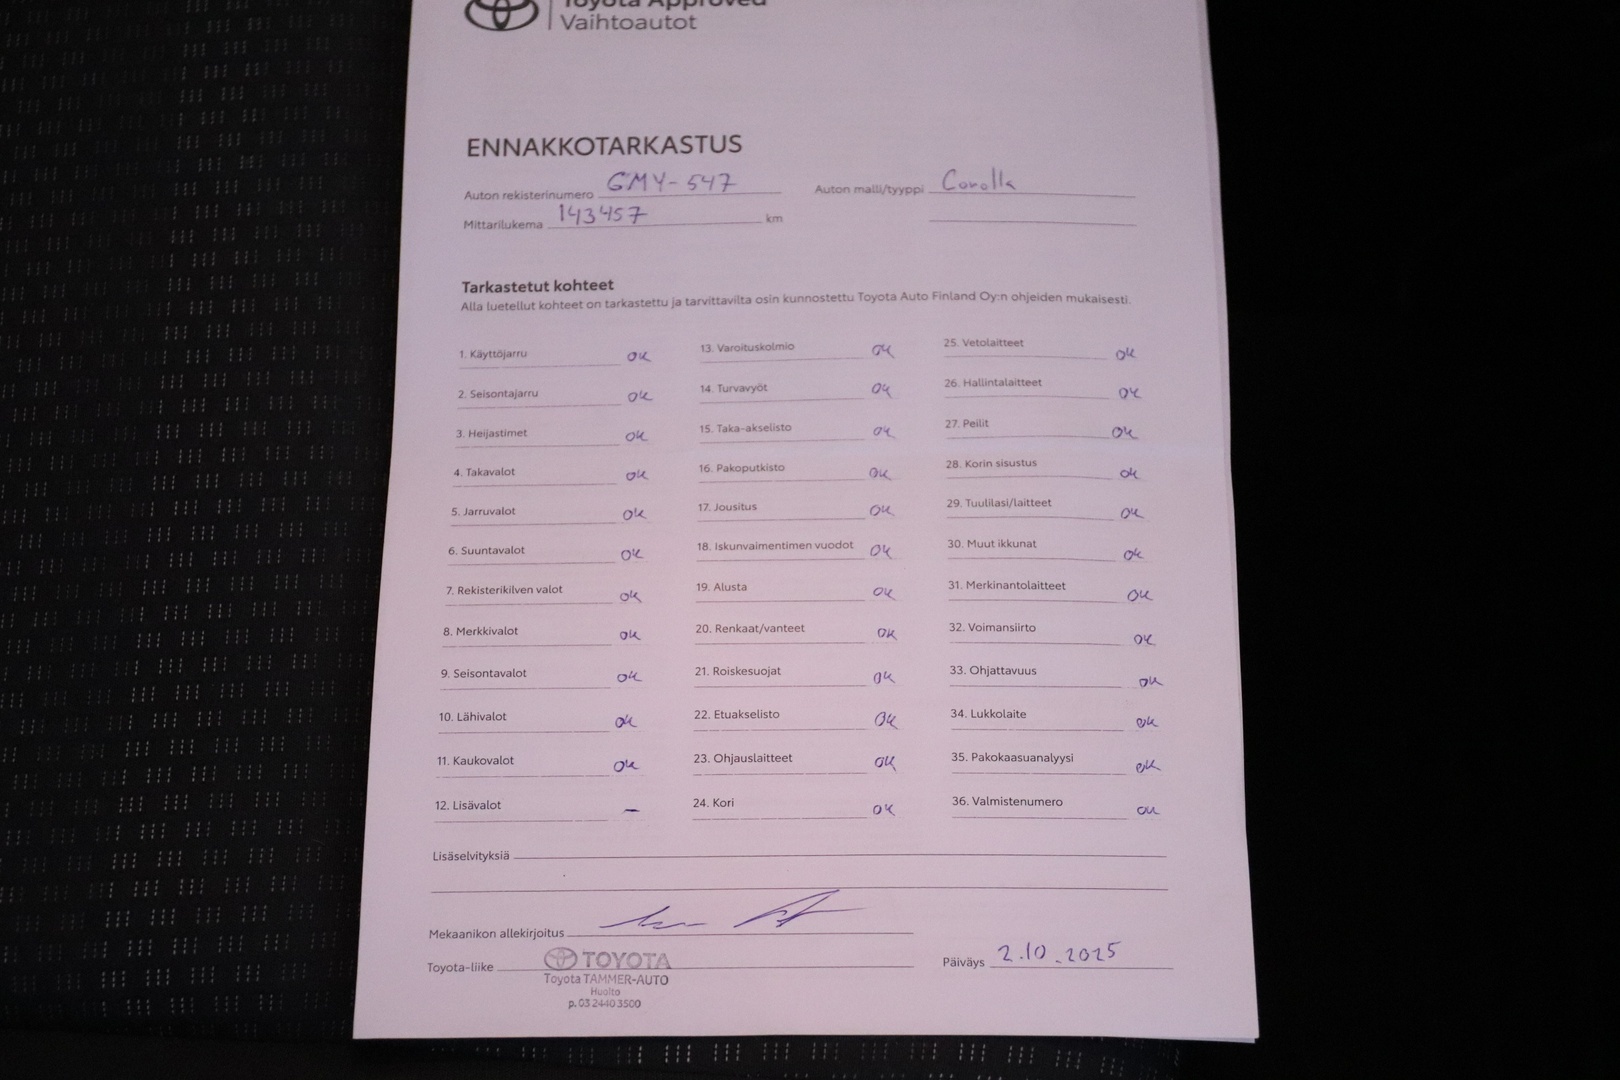 Toyota Approved
Vaihtoautot
ENNAKKOTARKASTUS
Auton rekisterinumero GMY-547
Auton malli/tyyppi Corolla
Mittarilukema 143457 km
Tarkastetut kohteet
Alla luetellut kohteet on tarkastettu ja tarvittavilta osin kunnostettu Toyota Auto Finland Oy:n ohjeiden mukaisesti.
1. Käyttöjarru OK
2. Seisontajarru OK
3. Heijastimet OK
4. Takavalot OK
5. Jarruvalot OK
6. Suuntavalot OK
7. Rekisterikilven valot OK
8. Merkkivalot OK
9. Seisontavalot OK
10. Lähivalot OK
11. Kaukovalot OK
12. Lisävalot –
13. Varoituskolmio OK
14. Turvavyöt OK
15. Taka-akselisto OK
16. Pakoputkisto OK
17. Jousitus OK
18. Iskunvaimentimen vuodot OK
19. Alusta OK
20. Renkaat/vanteet OK
21. Roiskesuojat OK
22. Etuakselisto OK
23. Ohjauslaitteet OK
24. Kori OK
25. Vetolaitteet OK
26. Hallintalaitteet OK
27. Peilit OK
28. Korin sisustus OK
29. Tuulilasi/laitteet OK
30. Muut ikkunat OK
31. Merkinantolaitteet OK
32. Voimansiirto OK
33. Ohjattavuus OK
34. Lukkolaite OK
35. Pakokaasuanalyysi OK
36. Valmistenumero OK
Lisäselvityksiä
Mekaanikon allekirjoitus
Toyota-liike
TOYOTA
Toyota TAMMER-AUTO
Huolto
p. 03 2440 3500
Päiväys 2.10.2025